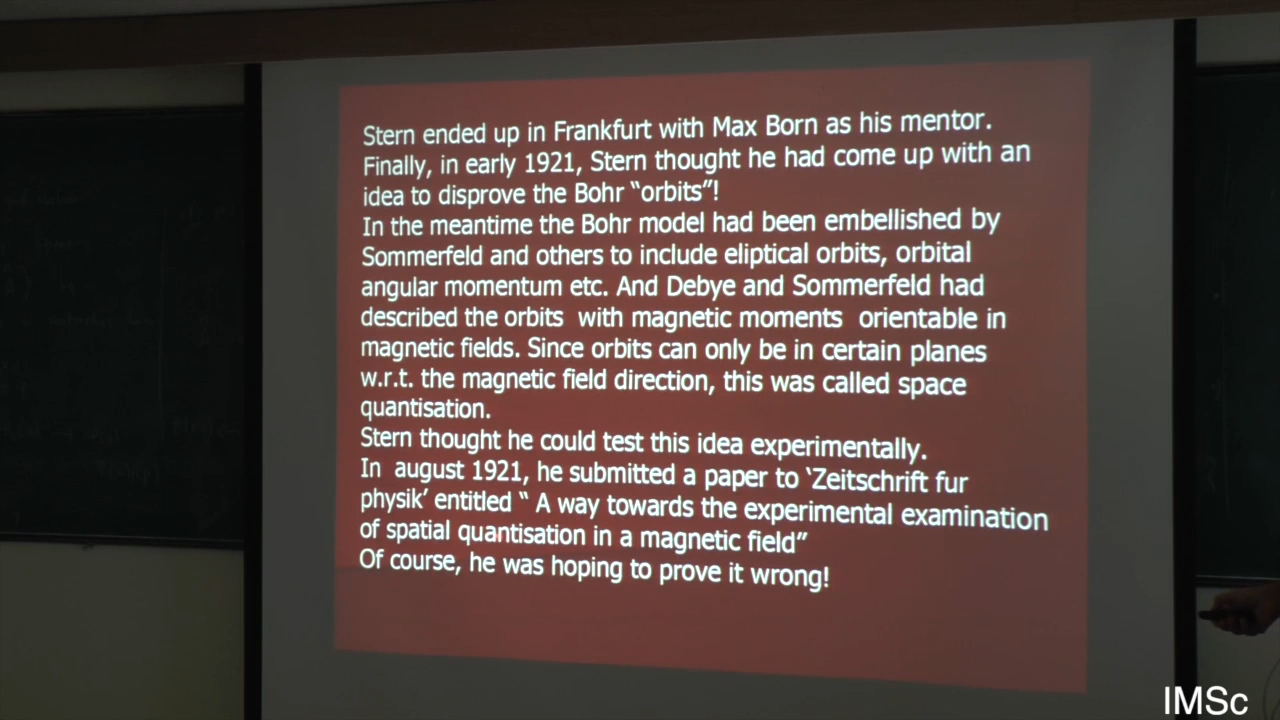 Stern ended up in Frankfurt with Max Born as his mentor.
Finally, in early 1921, Stern thought he had come up with an
idea to disprove the Bohr “orbits”!
In the meantime the Bohr model had been embellished by
Sommerfeld and others to include eliptical orbits, orbital
angular momentum etc. And Debye and Sommerfeld had
described the orbits with magnetic moments orientable in
magnetic fields. Since orbits can only be in certain planes
w.r.t. the magnetic field direction, this was called space
quantisation.
Stern thought he could test this idea experimentally.
In august 1921, he submitted a paper to ‘Zeitschrift fur
physik’ entitled “ A way towards the experimental examination
of spatial quantisation in a magnetic field”
Of course, he was hoping to prove it wrong!
IMSc